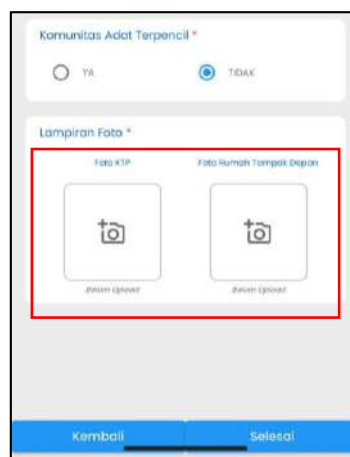 Komunitas Adat Terpencil *
YA
TIDAK
Lampiran Foto *
Foto KTP
Foto Rumah Tampak Depan
Belum Upload
Belum Upload
Kembali
Selesai